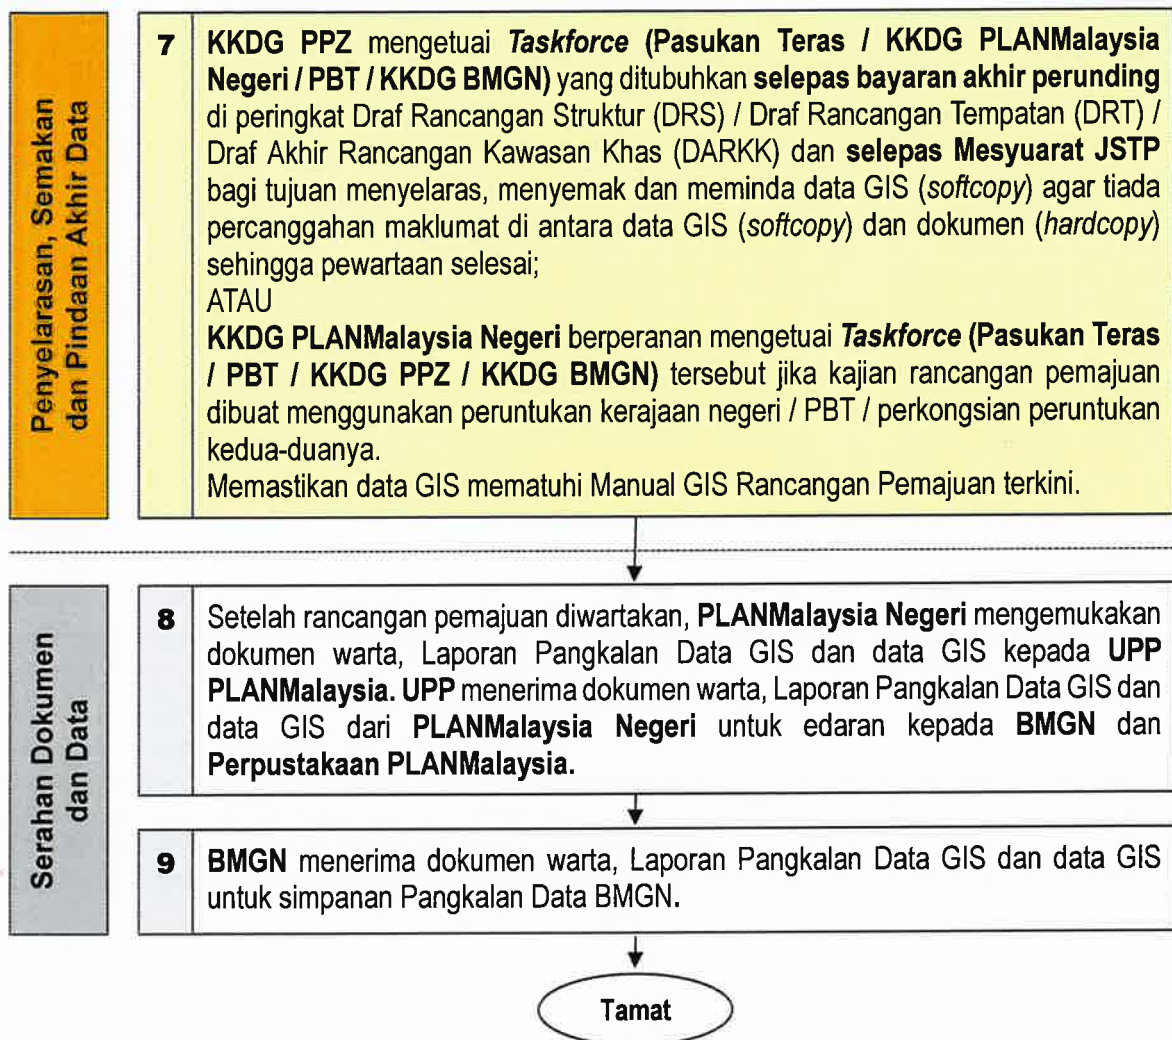 Penyelarasan, Semakan
dan Pindaan Akhir Data
7
KKDG PPZ mengetuai Taskforce (Pasukan Teras / KKDG PLANMalaysia
Negeri / PBT / KKDG BMGN) yang ditubuhkan selepas bayaran akhir perunding
di peringkat Draf Rancangan Struktur (DRS) / Draf Rancangan Tempatan (DRT) /
Draf Akhir Rancangan Kawasan Khas (DARKK) dan selepas Mesyuarat JSTP
bagi tujuan menyelaras, menyemak dan meminda data GIS (softcopy) agar tiada
percanggahan maklumat di antara data GIS (softcopy) dan dokumen (hardcopy)
sehingga pewartaan selesai;
ATAU
KKDG PLANMalaysia Negeri berperanan mengetuai Taskforce (Pasukan Teras
/ PBT / KKDG PPZ / KKDG BMGN) tersebut jika kajian rancangan pemajuan
dibuat menggunakan peruntukan kerajaan negeri / PBT / perkongsian peruntukan
kedua-duanya.
Memastikan data GIS mematuhi Manual GIS Rancangan Pemajuan terkini.
Serahan Dokumen
dan Data
8
Setelah rancangan pemajuan diwartakan, PLANMalaysia Negeri mengemukakan
dokumen warta, Laporan Pangkalan Data GIS dan data GIS kepada UPP
PLANMalaysia. UPP menerima dokumen warta, Laporan Pangkalan Data GIS dan
data GIS dari PLANMalaysia Negeri untuk edaran kepada BMGN dan
Perpustakaan PLANMalaysia.
9
BMGN menerima dokumen warta, Laporan Pangkalan Data GIS dan data GIS
untuk simpanan Pangkalan Data BMGN.
Tamat